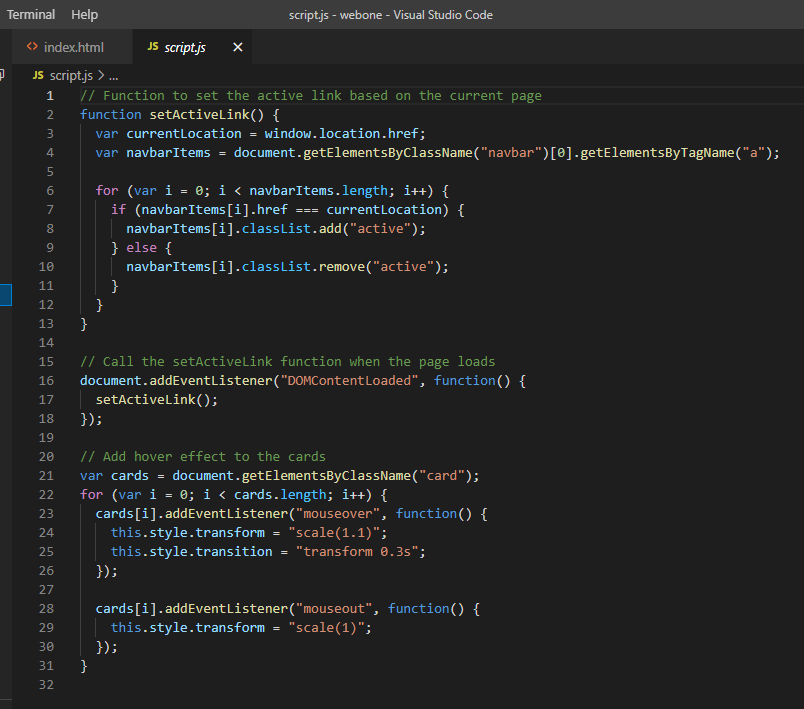 Terminal Help script.js - webone - Visual Studio Code
<> index.html JS script.js ×
JS script.js > ...
1 // Function to set the active link based on the current page
2 function setActiveLink() {
3 var currentLocation = window.location.href;
4 var navbarItems = document.getElementsByClassName("navbar")[0].getElementsByTagName("a");
5
6 for (var i = 0; i < navbarItems.length; i++) {
7 if (navbarItems[i].href === currentLocation) {
8 navbarItems[i].classList.add("active");
9 } else {
10 navbarItems[i].classList.remove("active");
11 }
12 }
13 }
14
15 // Call the setActiveLink function when the page loads
16 document.addEventListener("DOMContentLoaded", function() {
17 setActiveLink();
18 });
19
20 // Add hover effect to the cards
21 var cards = document.getElementsByClassName("card");
22 for (var i = 0; i < cards.length; i++) {
23 cards[i].addEventListener("mouseover", function() {
24 this.style.transform = "scale(1.1)";
25 this.style.transition = "transform 0.3s";
26 });
27
28 cards[i].addEventListener("mouseout", function() {
29 this.style.transform = "scale(1)";
30 });
31 }
32